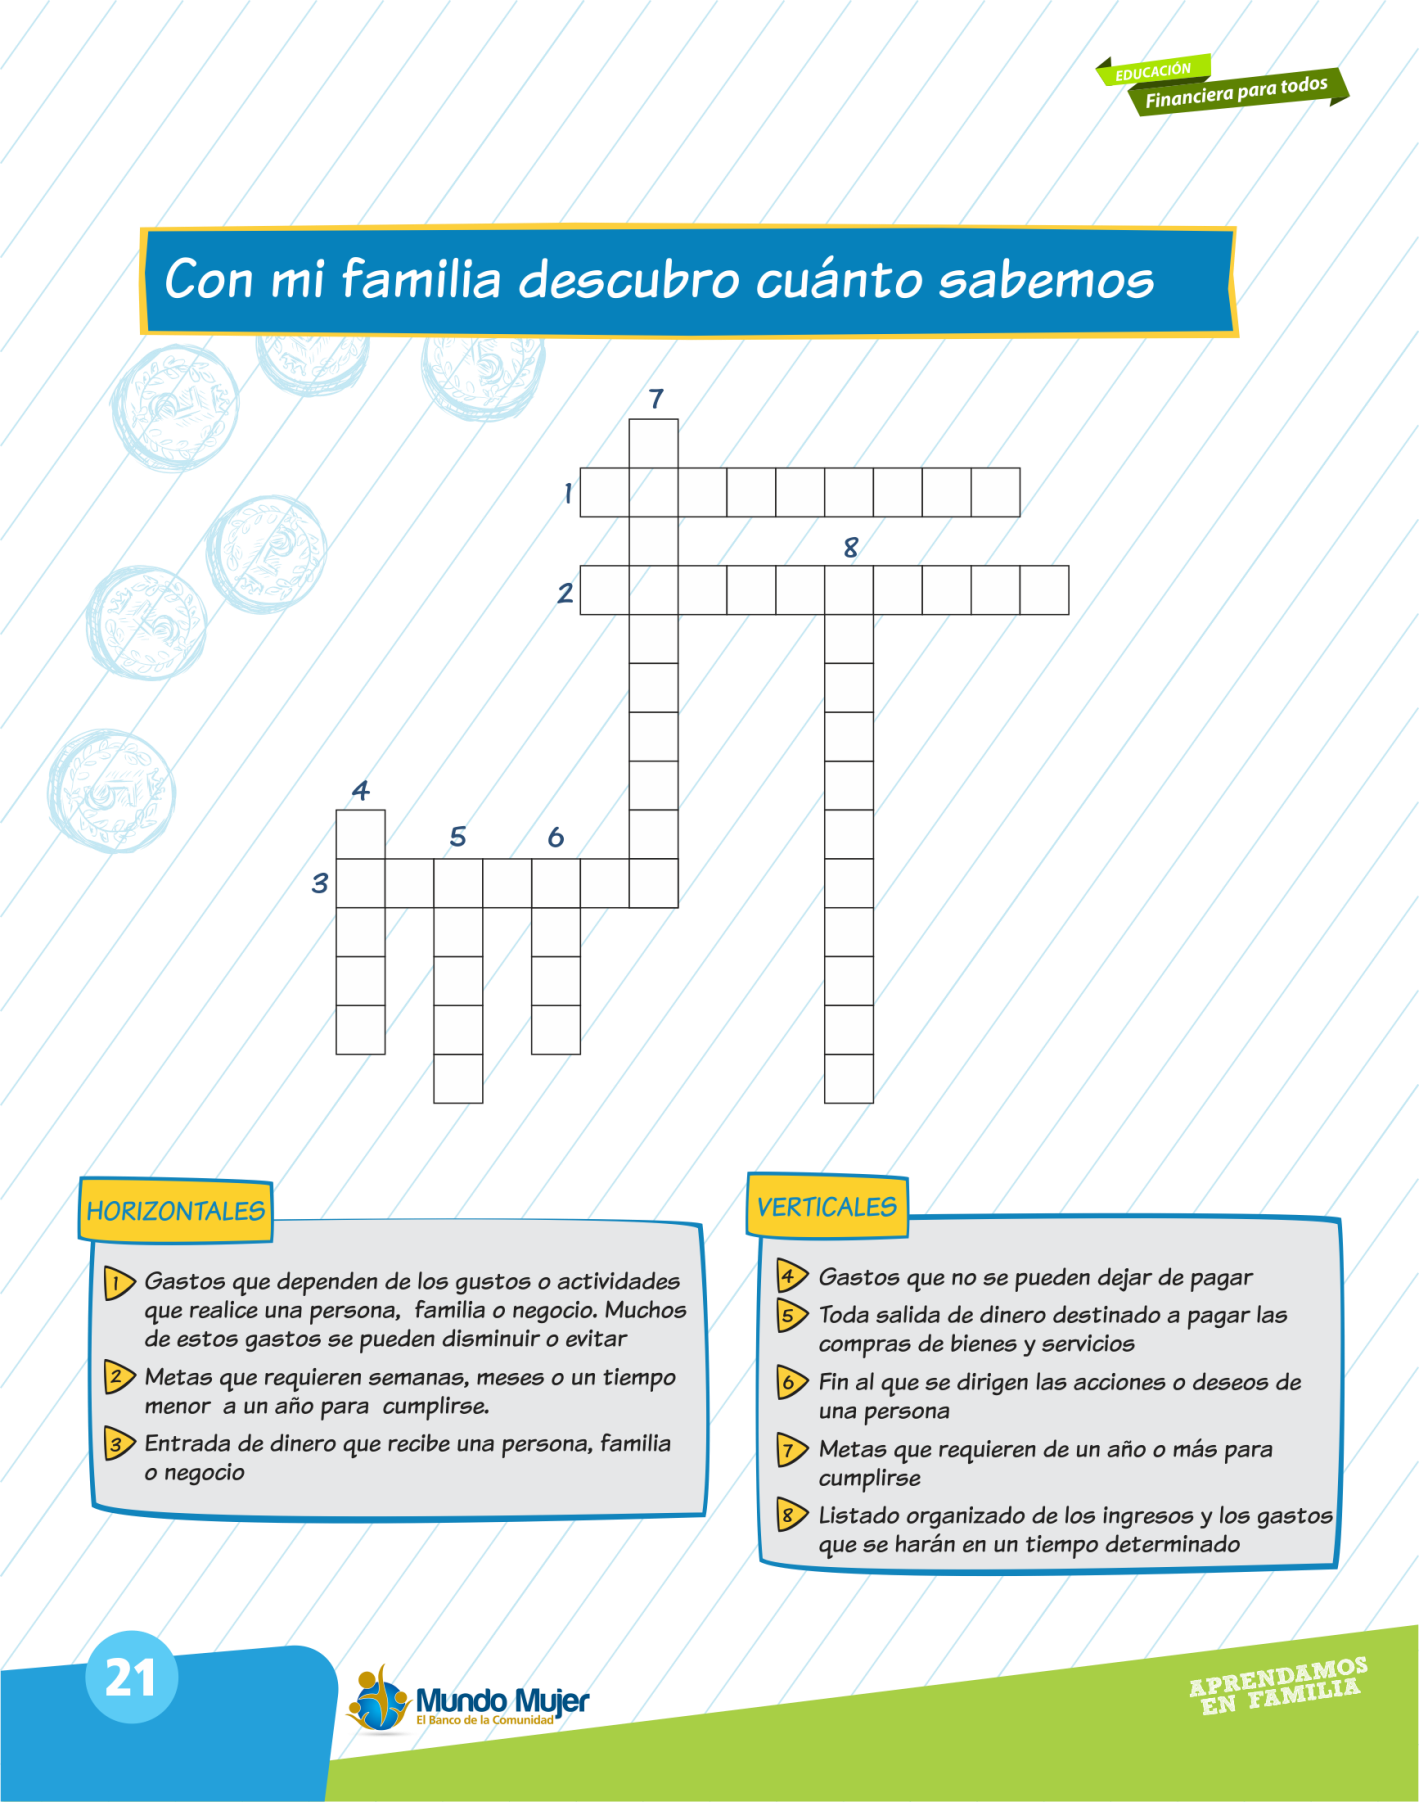 EDUCACIÓN
Financiera para todos
Con mi familia descubro cuánto sabemos
7
1
8
2
4
5
6
3
HORIZONTALES
1 Gastos que dependen de los gustos o actividades
que realice una persona, familia o negocio. Muchos
de estos gastos se pueden disminuir o evitar
2 Metas que requieren semanas, meses o un tiempo
menor a un año para cumplirse.
3 Entrada de dinero que recibe una persona, familia
o negocio
VERTICALES
4 Gastos que no se pueden dejar de pagar
5 Toda salida de dinero destinado a pagar las
compras de bienes y servicios
6 Fin al que se dirigen las acciones o deseos de
una persona
7 Metas que requieren de un año o más para
cumplirse
8 Listado organizado de los ingresos y los gastos
que se harán en un tiempo determinado
21
Mundo Mujer
El Banco de la Comunidad
APRENDAMOS
EN FAMILIA